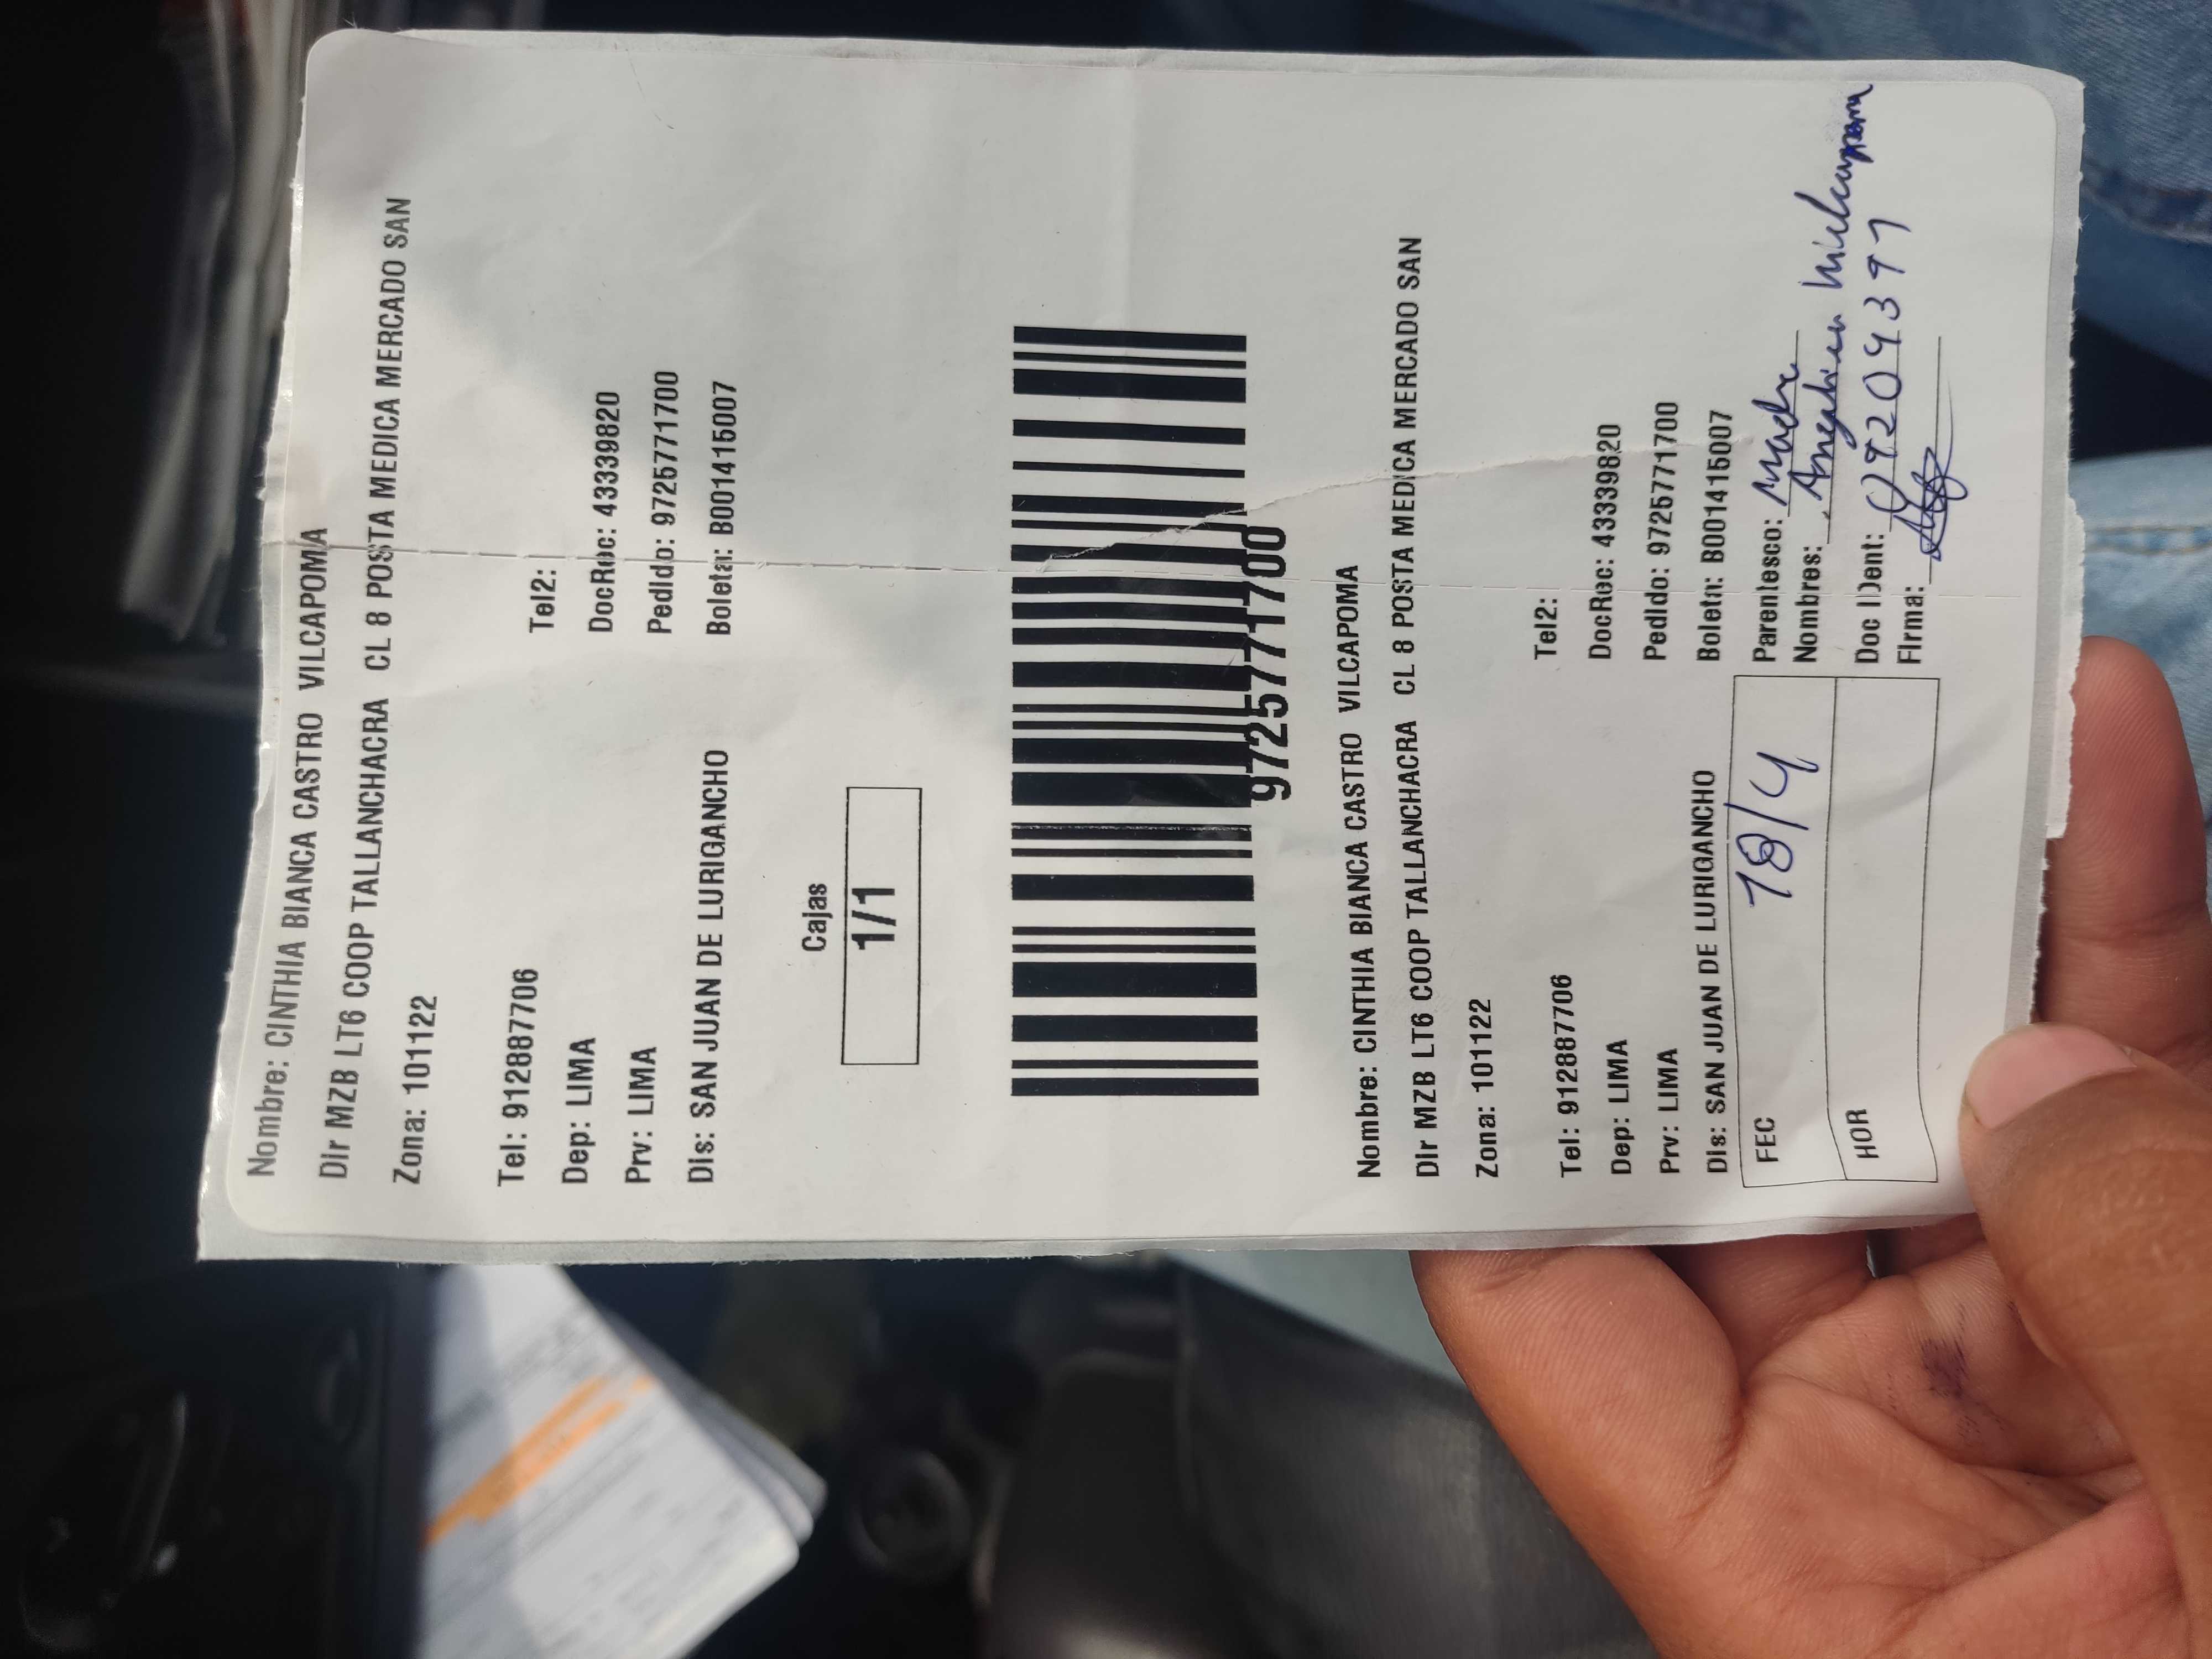 Nombre: CINTHIA BIANCA CASTRO VILCAPOMA
Dir MZB LT6 COOP TALLANCHACRA CL 8 POSTA MEDICA MERCADO SAN
Zona: 101122
Tel: 912887706 Tel2:
Dep: LIMA DocRec: 43339820
Prv: LIMA Pedido: 97257771700
Dis: SAN JUAN DE LURIGANCHO Boleta: B001415007
Cajas
1/1
97257771700
Nombre: CINTHIA BIANCA CASTRO VILCAPOMA
Dir MZB LT6 COOP TALLANCHACRA CL 8 POSTA MEDICA MERCADO SAN
Zona: 101122
Tel: 912887706 Tel2:
Dep: LIMA DocRec: 43339820
Prv: LIMA Pedido: 97257771700
Dis: SAN JUAN DE LURIGANCHO Boleta: B001415007
FEC 18/4 Parentesco: Madre
Nombres: Vilcapoma
HOR Doc IDent:
Firma: